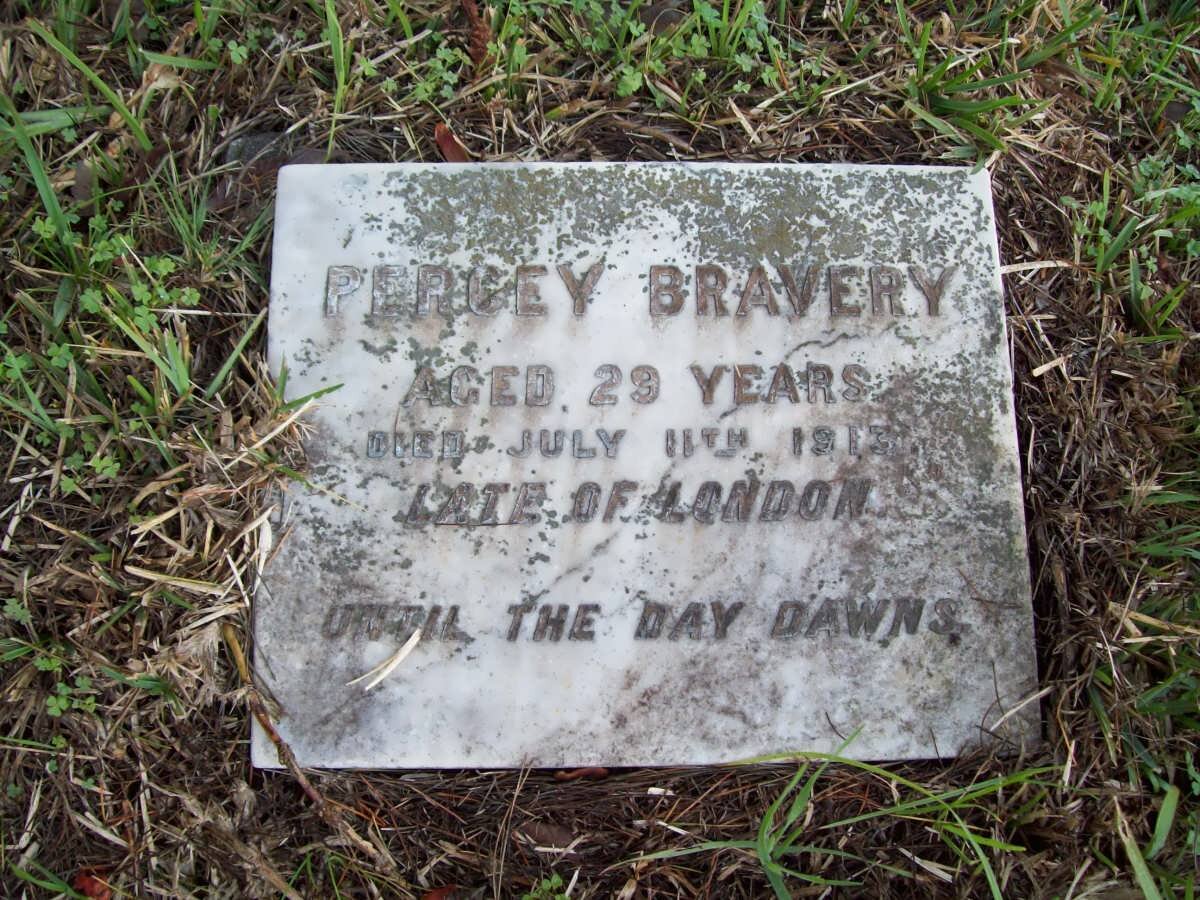 PERCEY BRAVERY
AGED 29 YEARS.
DIED JULY 11TH 1913.
LATE OF LONDON.
UNTIL THE DAY DAWNS.